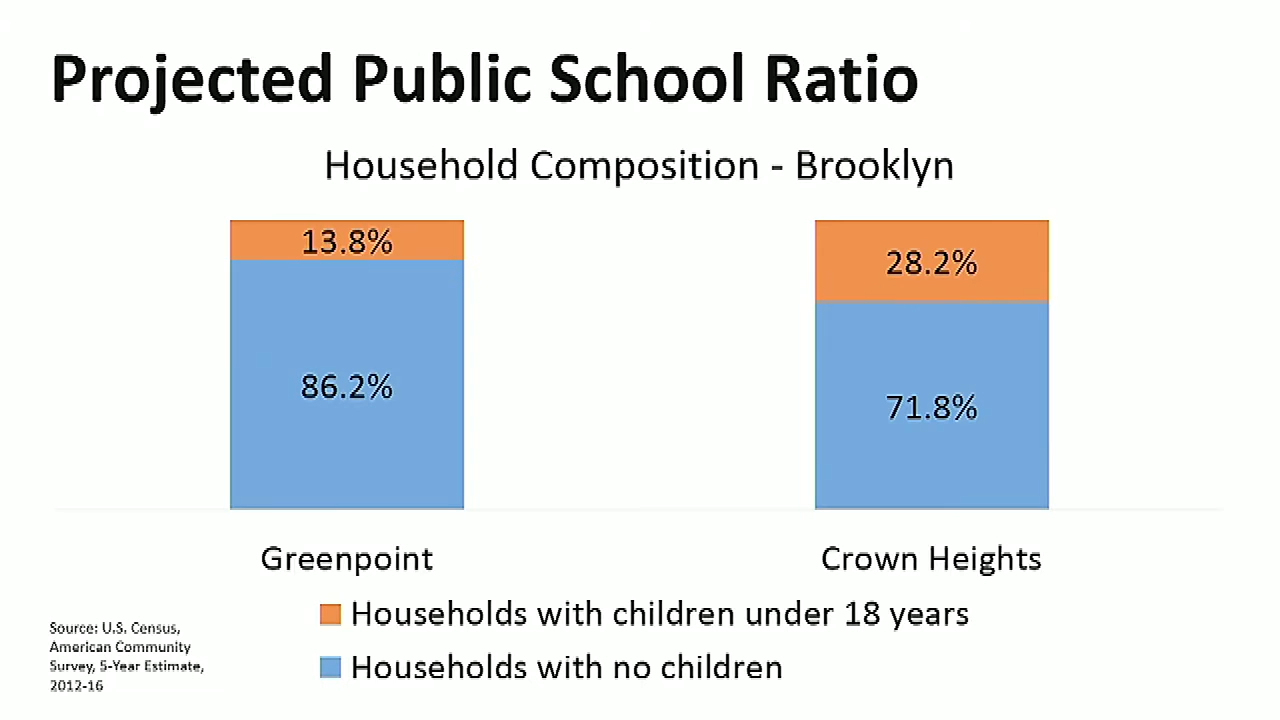 Projected Public School Ratio
Household Composition - Brooklyn
13.8%
28.2%
86.2%
71.8%
Greenpoint
Crown Heights
Households with children under 18 years
Households with no children
Source: U.S. Census,
American Community
Survey, 5-Year Estimate,
2012-16